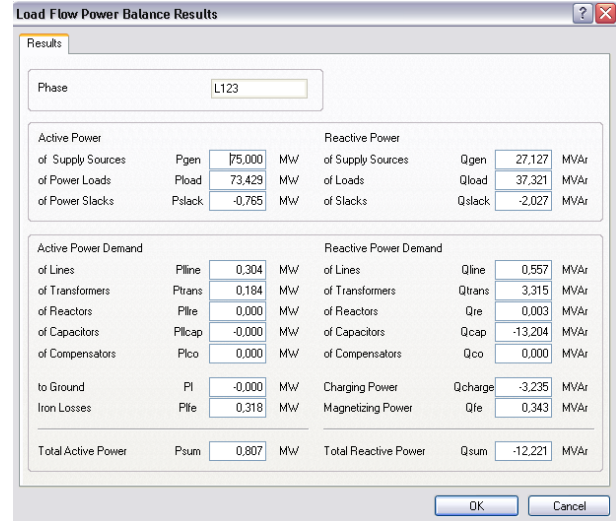 Load Flow Power Balance Results
Results
Phase L123
Active Power Reactive Power
of Supply Sources Pgen 75,000 MW of Supply Sources Qgen 27,127 MVAr
of Power Loads Pload 73,429 MW of Loads Qload 37,321 MVAr
of Power Slacks Pslack -0,765 MW of Slacks Qslack -2,027 MVAr
Active Power Demand Reactive Power Demand
of Lines Plline 0,304 MW of Lines Qline 0,557 MVAr
of Transformers Ptrans 0,184 MW of Transformers Qtrans 3,315 MVAr
of Reactors Pllre 0,000 MW of Reactors Qre 0,003 MVAr
of Capacitors Pllcap -0,000 MW of Capacitors Qcap -13,204 MVAr
of Compensators Plco 0,000 MW of Compensators Qco 0,000 MVAr
to Ground Pl -0,000 MW Charging Power Qcharge -3,235 MVAr
Iron Losses Plfe 0,318 MW Magnetizing Power Qfe 0,343 MVAr
Total Active Power Psum 0,807 MW Total Reactive Power Qsum -12,221 MVAr
OK Cancel